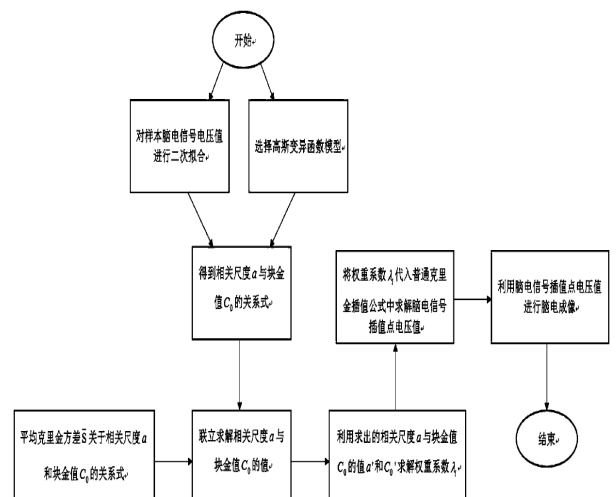 开始
对样本脑电信号电压值
进行二次拟合
选择高斯变异函数模型
得到相关尺度a与块金
值C₀的关系式
将权重系数λᵢ代入普通克里
金插值公式中求解脑电信号
插值点电压值
利用脑电信号插值点电压值
进行脑电成像
平均克里金方差s̄关于相关尺度a
和块金值C₀的关系式
联立求解相关尺度a与
块金值C₀的值
利用求出的相关尺度a与块金值
C₀的值a'和C₀'求解权重系数λᵢ
结束